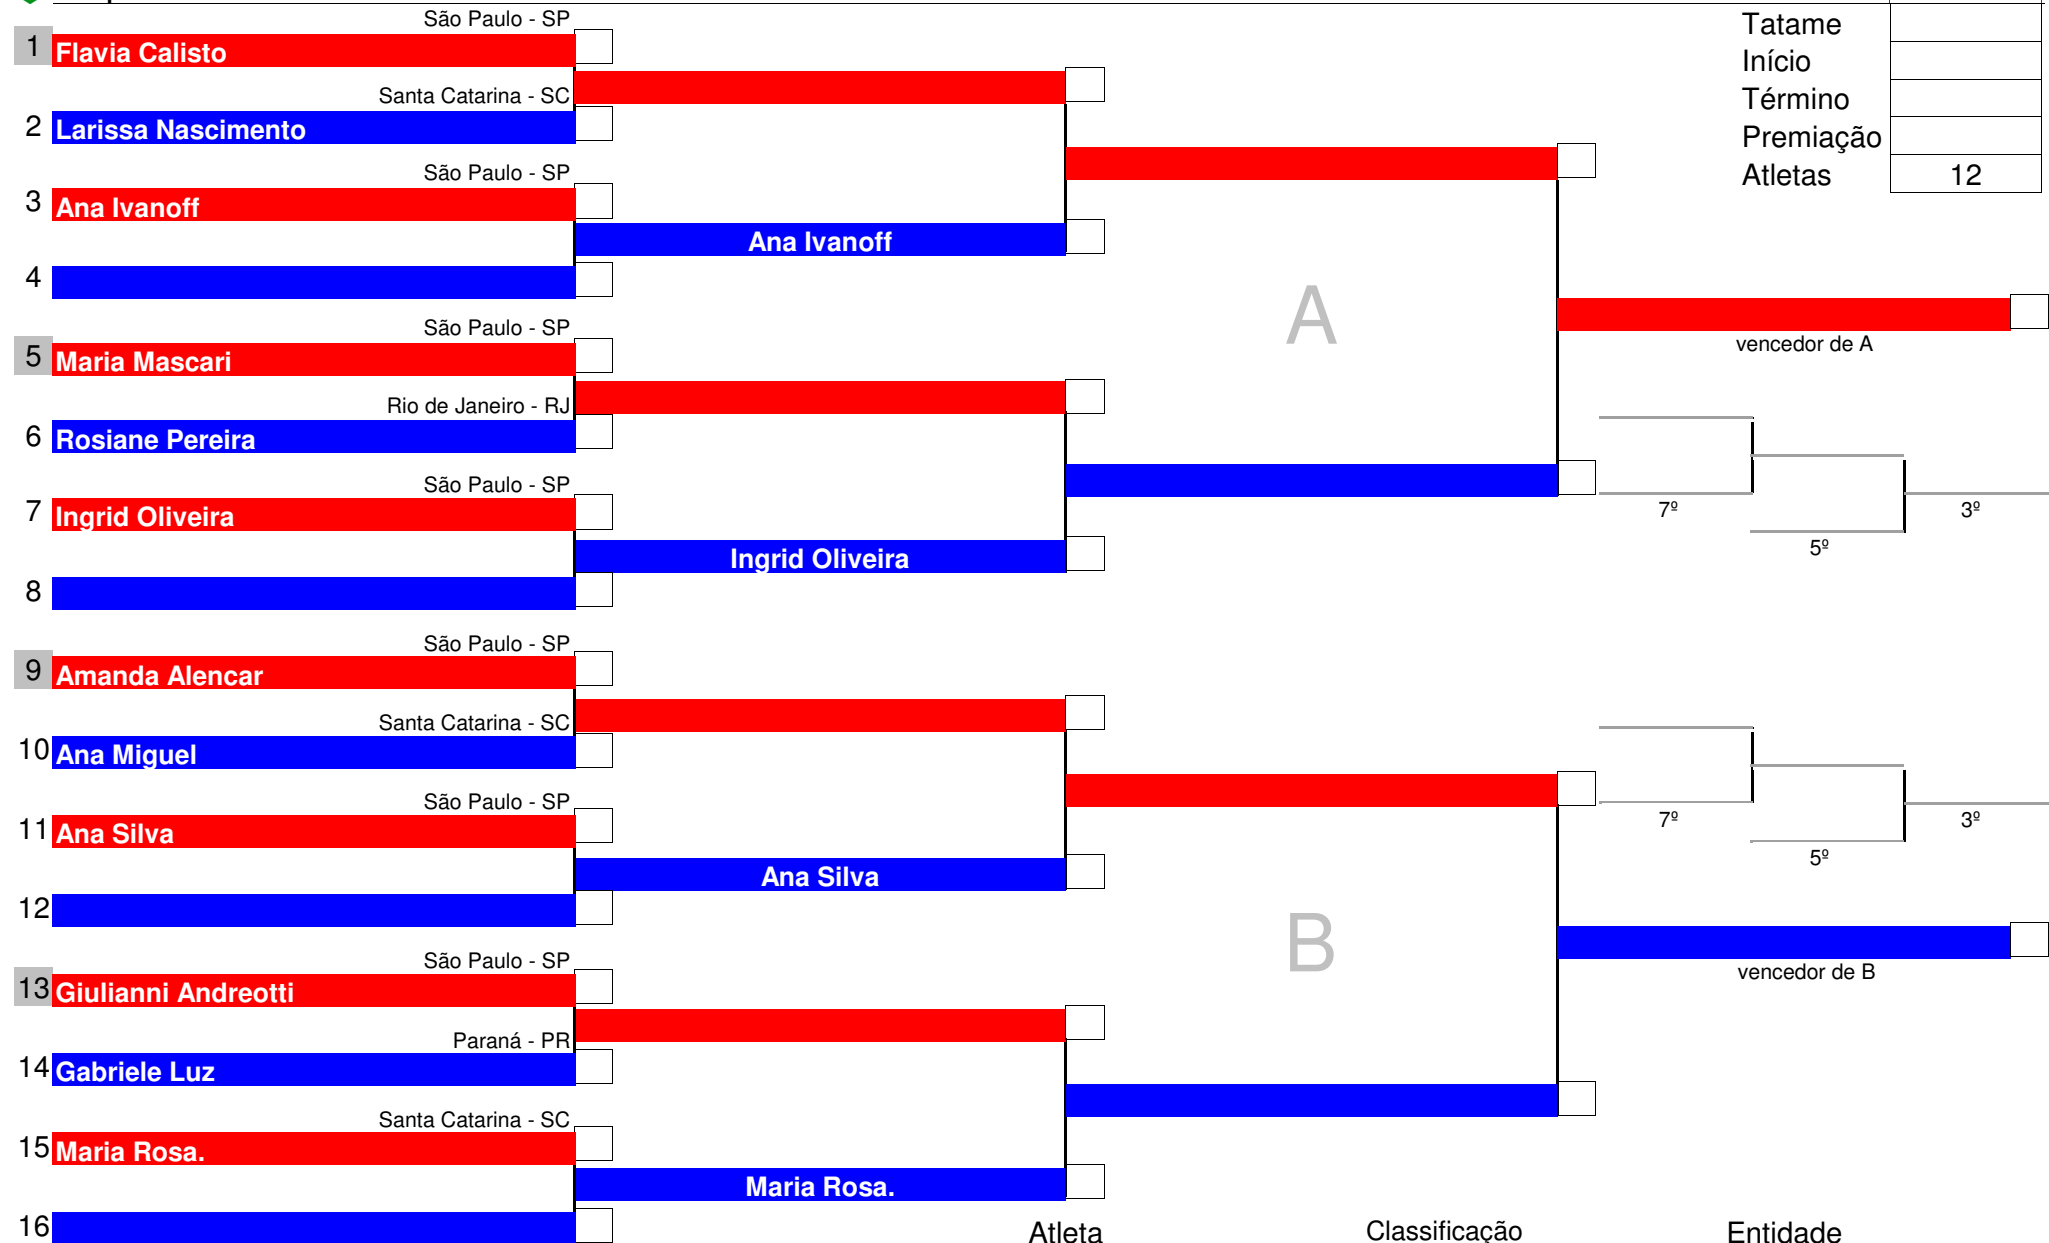 São Paulo - SP
1 Flavia Calisto
Santa Catarina - SC
2 Larissa Nascimento
São Paulo - SP
3 Ana Ivanoff
Ana Ivanoff
4
São Paulo - SP
5 Maria Mascari
Rio de Janeiro - RJ
6 Rosiane Pereira
São Paulo - SP
7 Ingrid Oliveira
Ingrid Oliveira
8
São Paulo - SP
9 Amanda Alencar
Santa Catarina - SC
10 Ana Miguel
São Paulo - SP
11 Ana Silva
Ana Silva
12
São Paulo - SP
13 Giulianni Andreotti
Paraná - PR
14 Gabriele Luz
Santa Catarina - SC
15 Maria Rosa.
Maria Rosa.
16
A
B
Tatame
Início
Término
Premiação
Atletas 12
vencedor de A
7º
3º
5º
7º
3º
5º
vencedor de B
Atleta Classificação Entidade